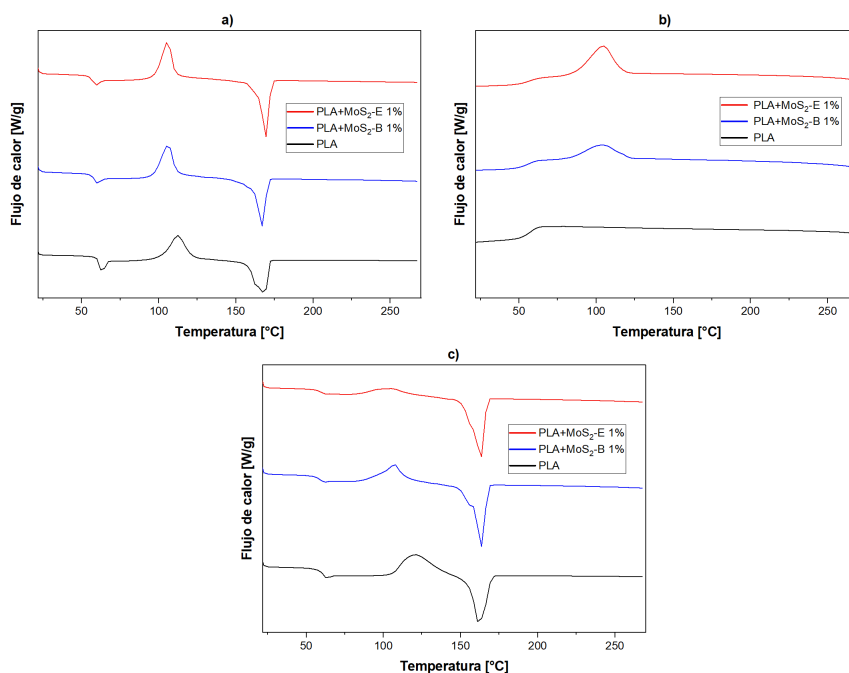 a)
Flujo de calor [W/g]
PLA+MoS₂-E 1%
PLA+MoS₂-B 1%
PLA
50 100 150 200 250
Temperatura [°C]
b)
Flujo de calor [W/g]
PLA+MoS₂-E 1%
PLA+MoS₂-B 1%
PLA
50 100 150 200 250
Temperatura [°C]
c)
Flujo de calor [W/g]
PLA+MoS₂-E 1%
PLA+MoS₂-B 1%
PLA
50 100 150 200 250
Temperatura [°C]